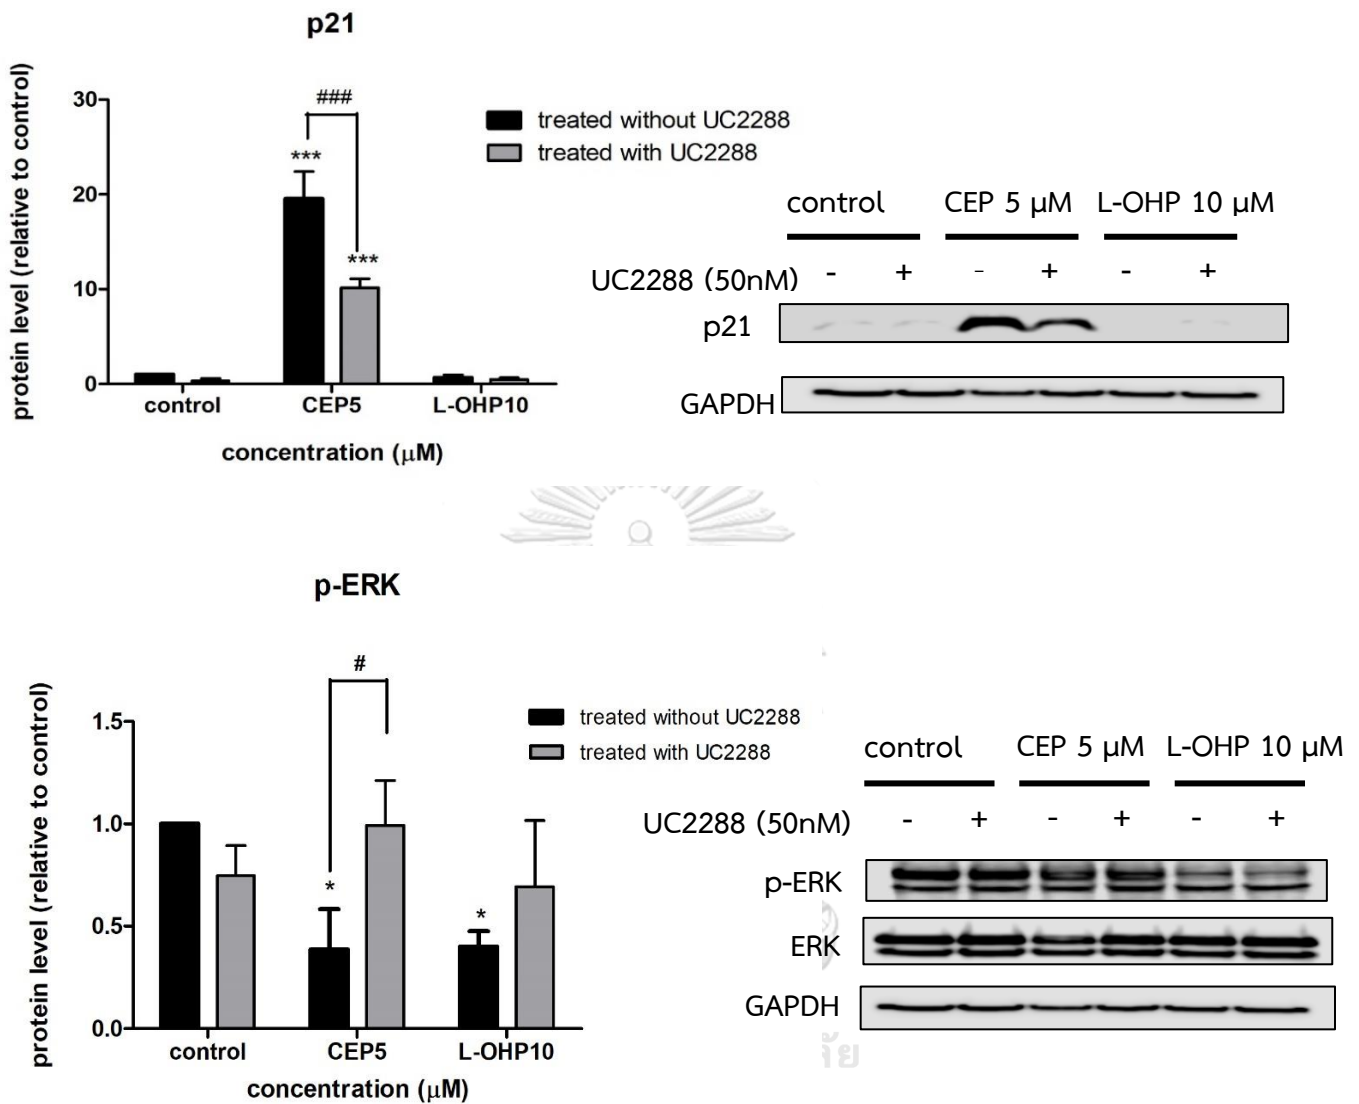 p21
protein level (relative to control)
30
20
10
0
###
***
***
treated without UC2288
treated with UC2288
control
CEP5
L-OHP10
concentration (μM)
control CEP 5 μM L-OHP 10 μM
UC2288 (50nM) - + - + - +
p21
GAPDH
p-ERK
protein level (relative to control)
1.5
1.0
0.5
0.0
#
*
*
treated without UC2288
treated with UC2288
control
CEP5
L-OHP10
concentration (μM)
control CEP 5 μM L-OHP 10 μM
UC2288 (50nM) - + - + - +
p-ERK
ERK
GAPDH